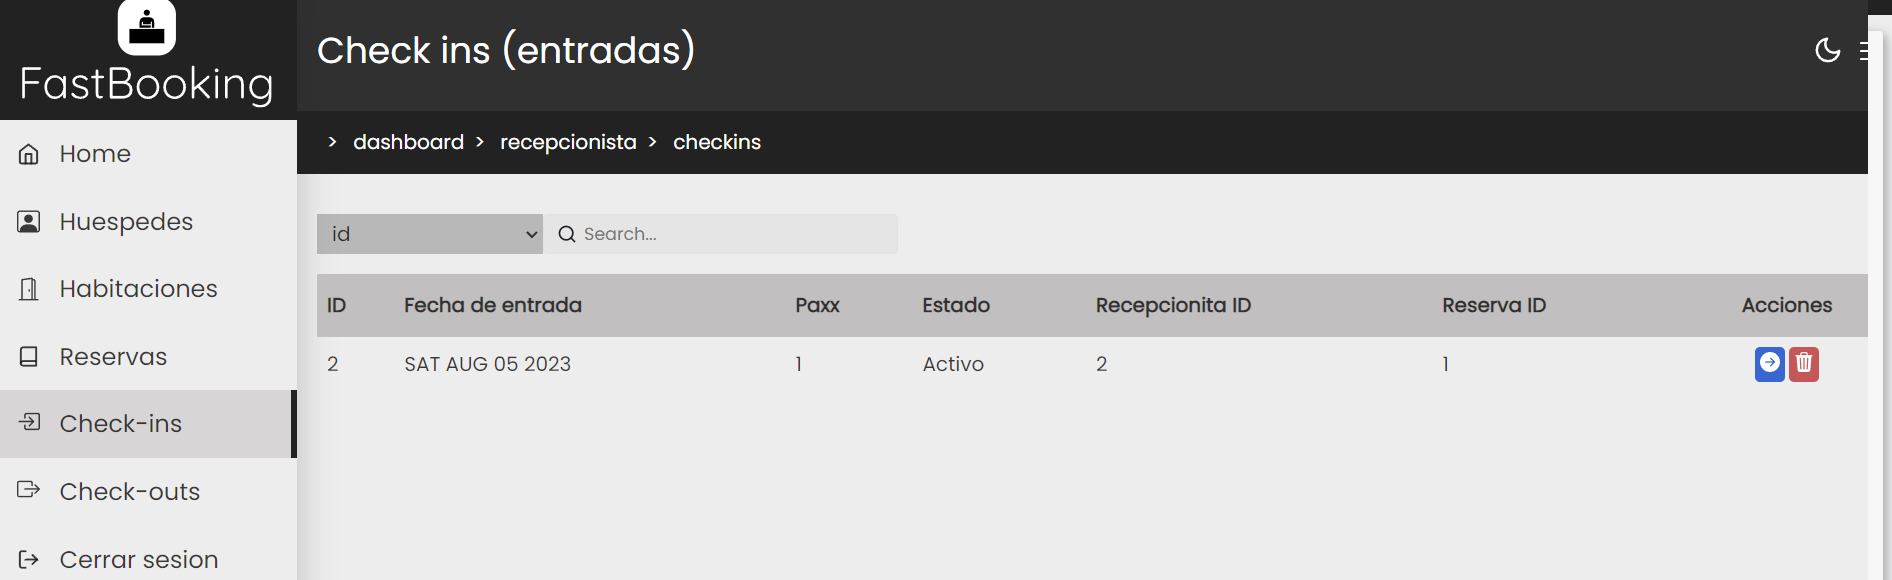 FastBooking
Check ins (entradas)
> dashboard > recepcionista > checkins
Home
Huespedes
Habitaciones
Reservas
Check-ins
Check-outs
Cerrar sesion
id
Search...
ID Fecha de entrada Paxx Estado Recepcionita ID Reserva ID Acciones
2 SAT AUG 05 2023 1 Activo 2 1